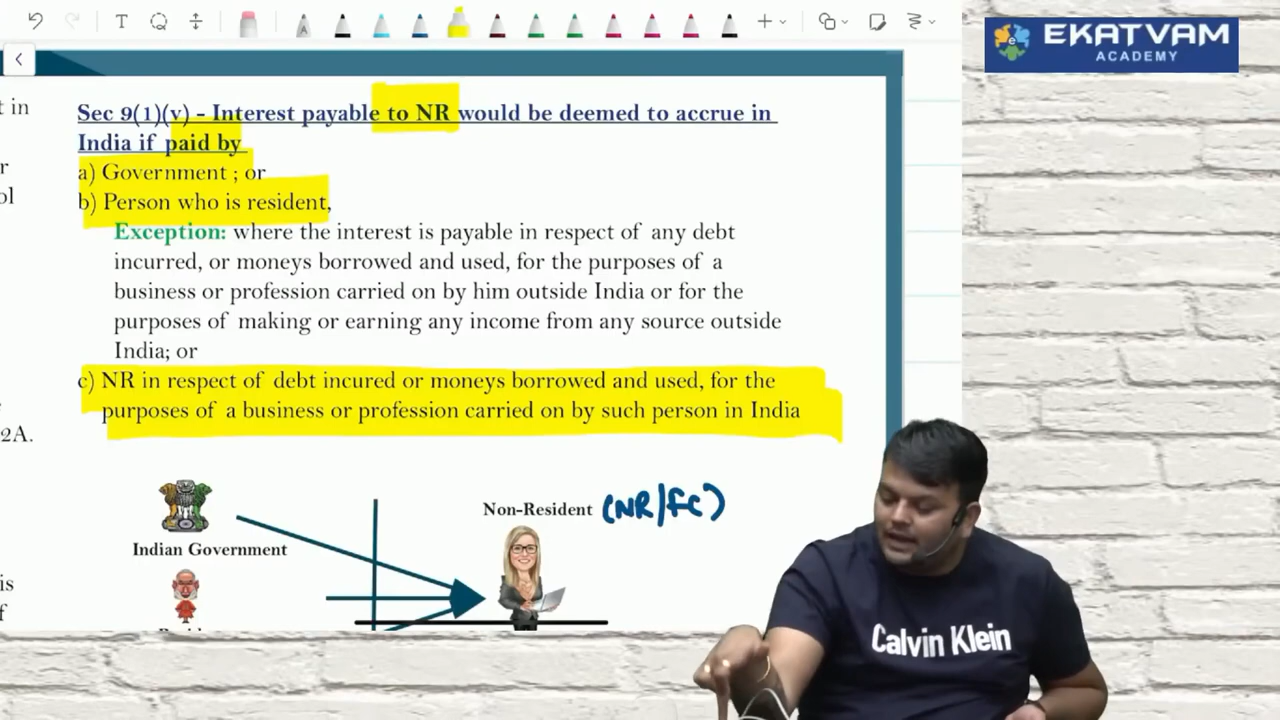 EKATVAM
ACADEMY
t in
r
ol
2A.
is
f
Sec 9(1)(v) - Interest payable to NR would be deemed to accrue in
India if paid by
a) Government ; or
b) Person who is resident,
Exception: where the interest is payable in respect of any debt
incurred, or moneys borrowed and used, for the purposes of a
business or profession carried on by him outside India or for the
purposes of making or earning any income from any source outside
India; or
c) NR in respect of debt incured or moneys borrowed and used, for the
purposes of a business or profession carried on by such person in India
Non-Resident (NR/FC)
Indian Government
Calvin Klein